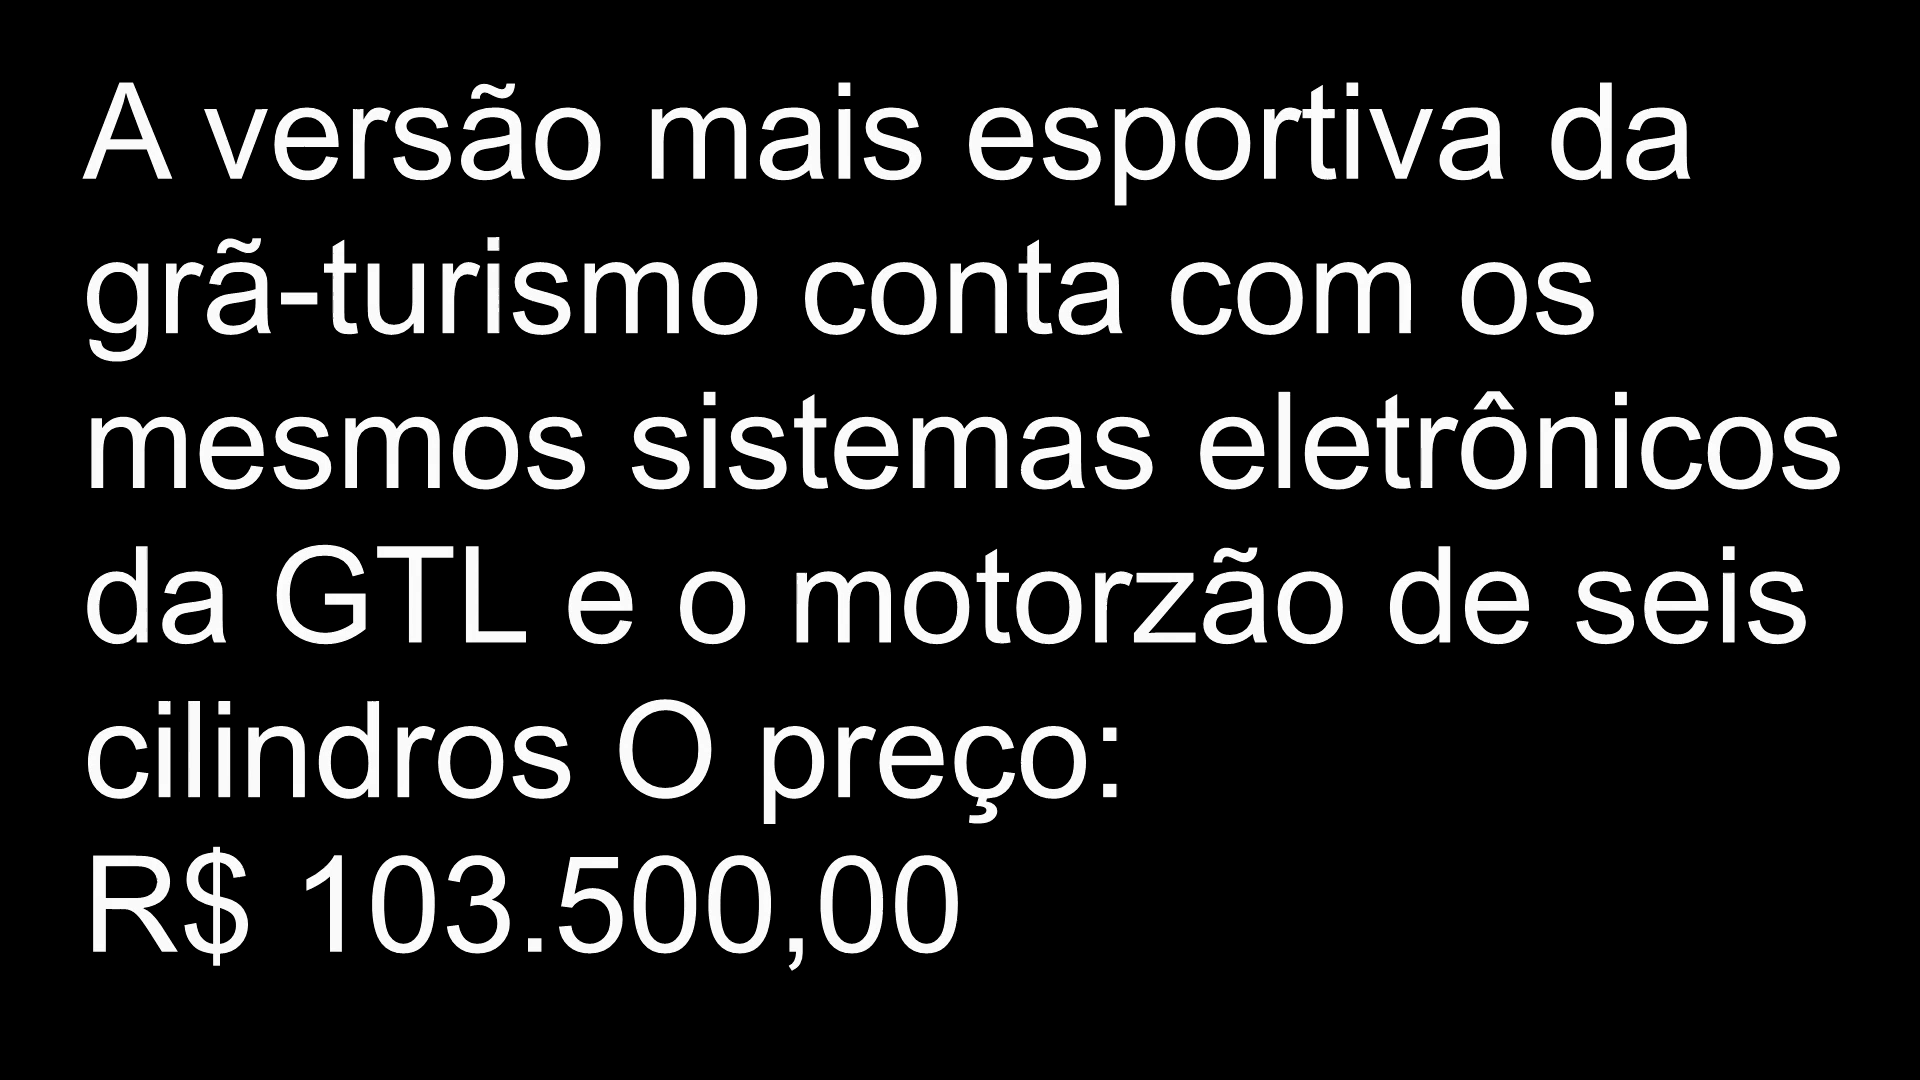 A versão mais esportiva da
grã-turismo conta com os
mesmos sistemas eletrônicos
da GTL e o motorzão de seis
cilindros O preço:
R$ 103.500,00